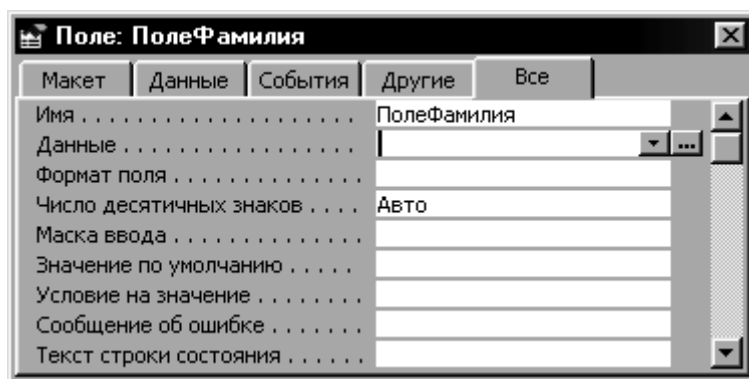 Поле: ПолеФамилия
Макет Данные События Другие Все
Имя . . . . . . . . . . . . . . . . . . . . ПолеФамилия
Данные . . . . . . . . . . . . . . . . . ...
Формат поля . . . . . . . . . . . . . .
Число десятичных знаков . . . . Авто
Маска ввода . . . . . . . . . . . . . .
Значение по умолчанию . . . . .
Условие на значение . . . . . . . .
Сообщение об ошибке . . . . . . .
Текст строки состояния . . . . . .